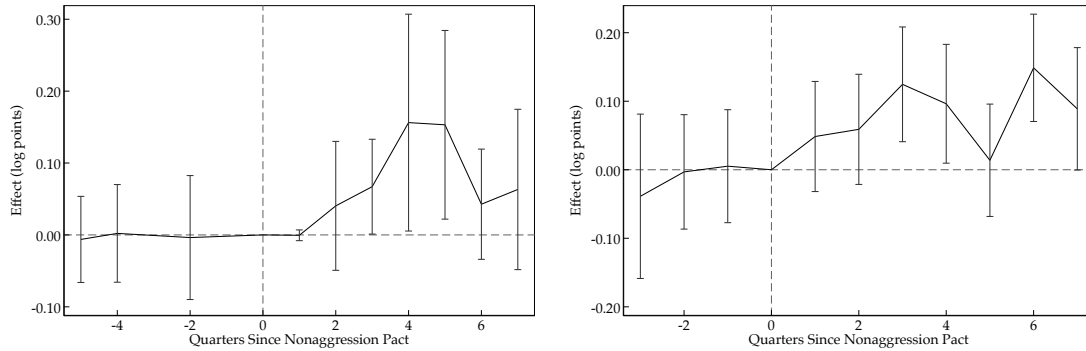 0.30
0.20
0.10
0.00
-0.10
Effect (log points)
-4 -2 0 2 4 6
Quarters Since Nonaggression Pact
0.20
0.10
0.00
-0.10
-0.20
Effect (log points)
-2 0 2 4 6
Quarters Since Nonaggression Pact